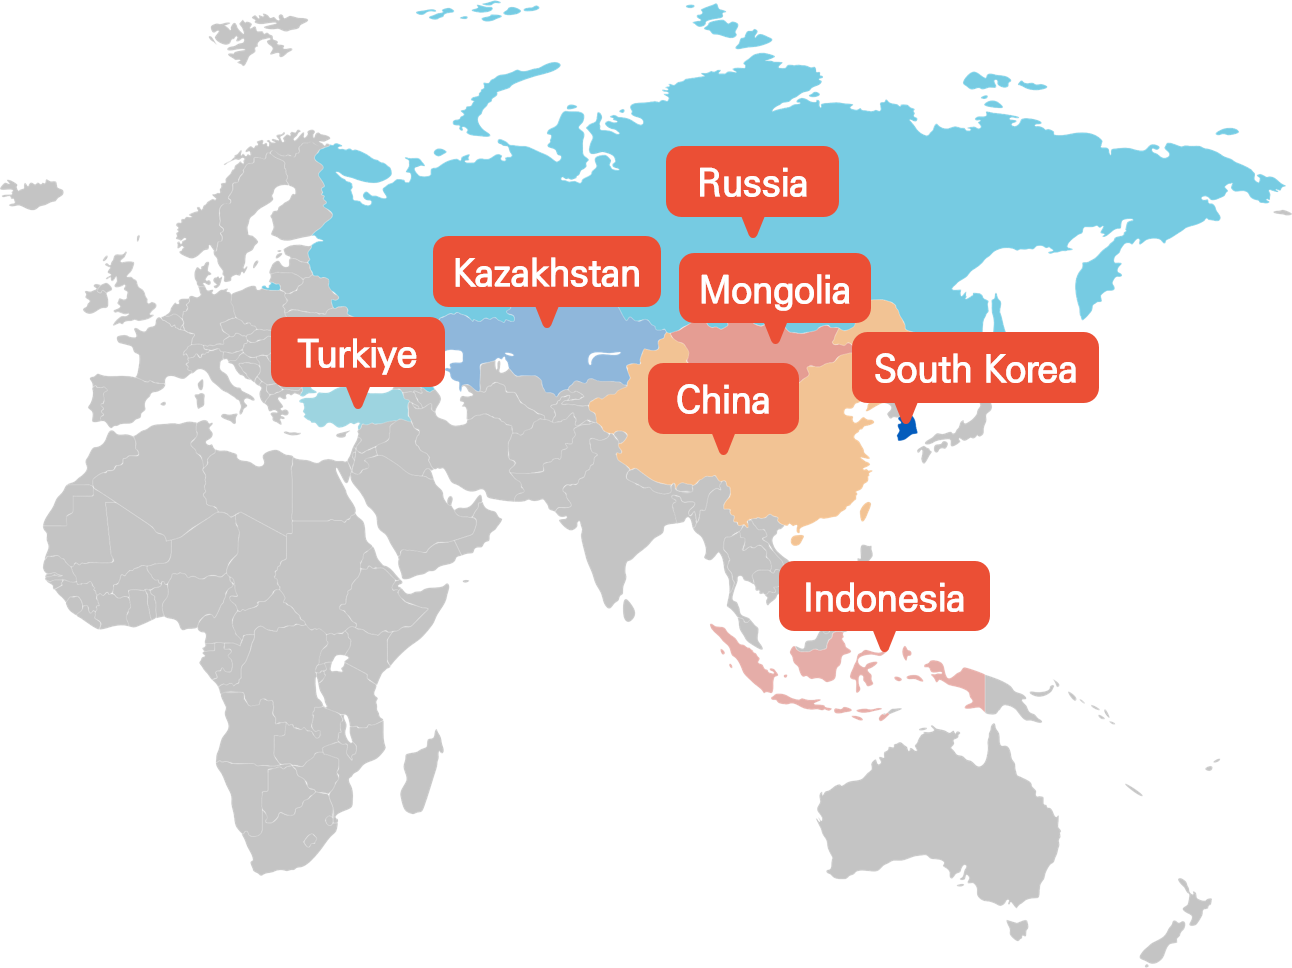 Russia
Kazakhstan
Mongolia
Turkiye
South Korea
China
Indonesia